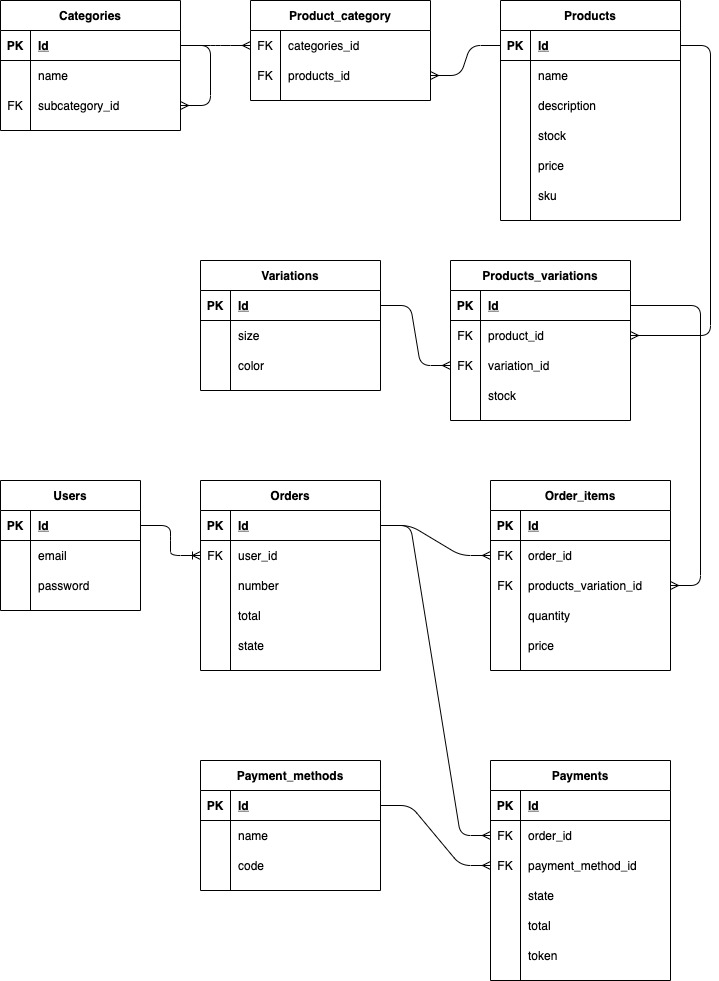 Categories
PK Id
name
FK subcategory_id
Product_category
FK categories_id
FK products_id
Products
PK Id
name
description
stock
price
sku
Variations
PK Id
size
color
Products_variations
PK Id
FK product_id
FK variation_id
stock
Users
PK Id
email
password
Orders
PK Id
FK user_id
number
total
state
Order_items
PK Id
FK order_id
FK products_variation_id
quantity
price
Payment_methods
PK Id
name
code
Payments
PK Id
FK order_id
FK payment_method_id
state
total
token